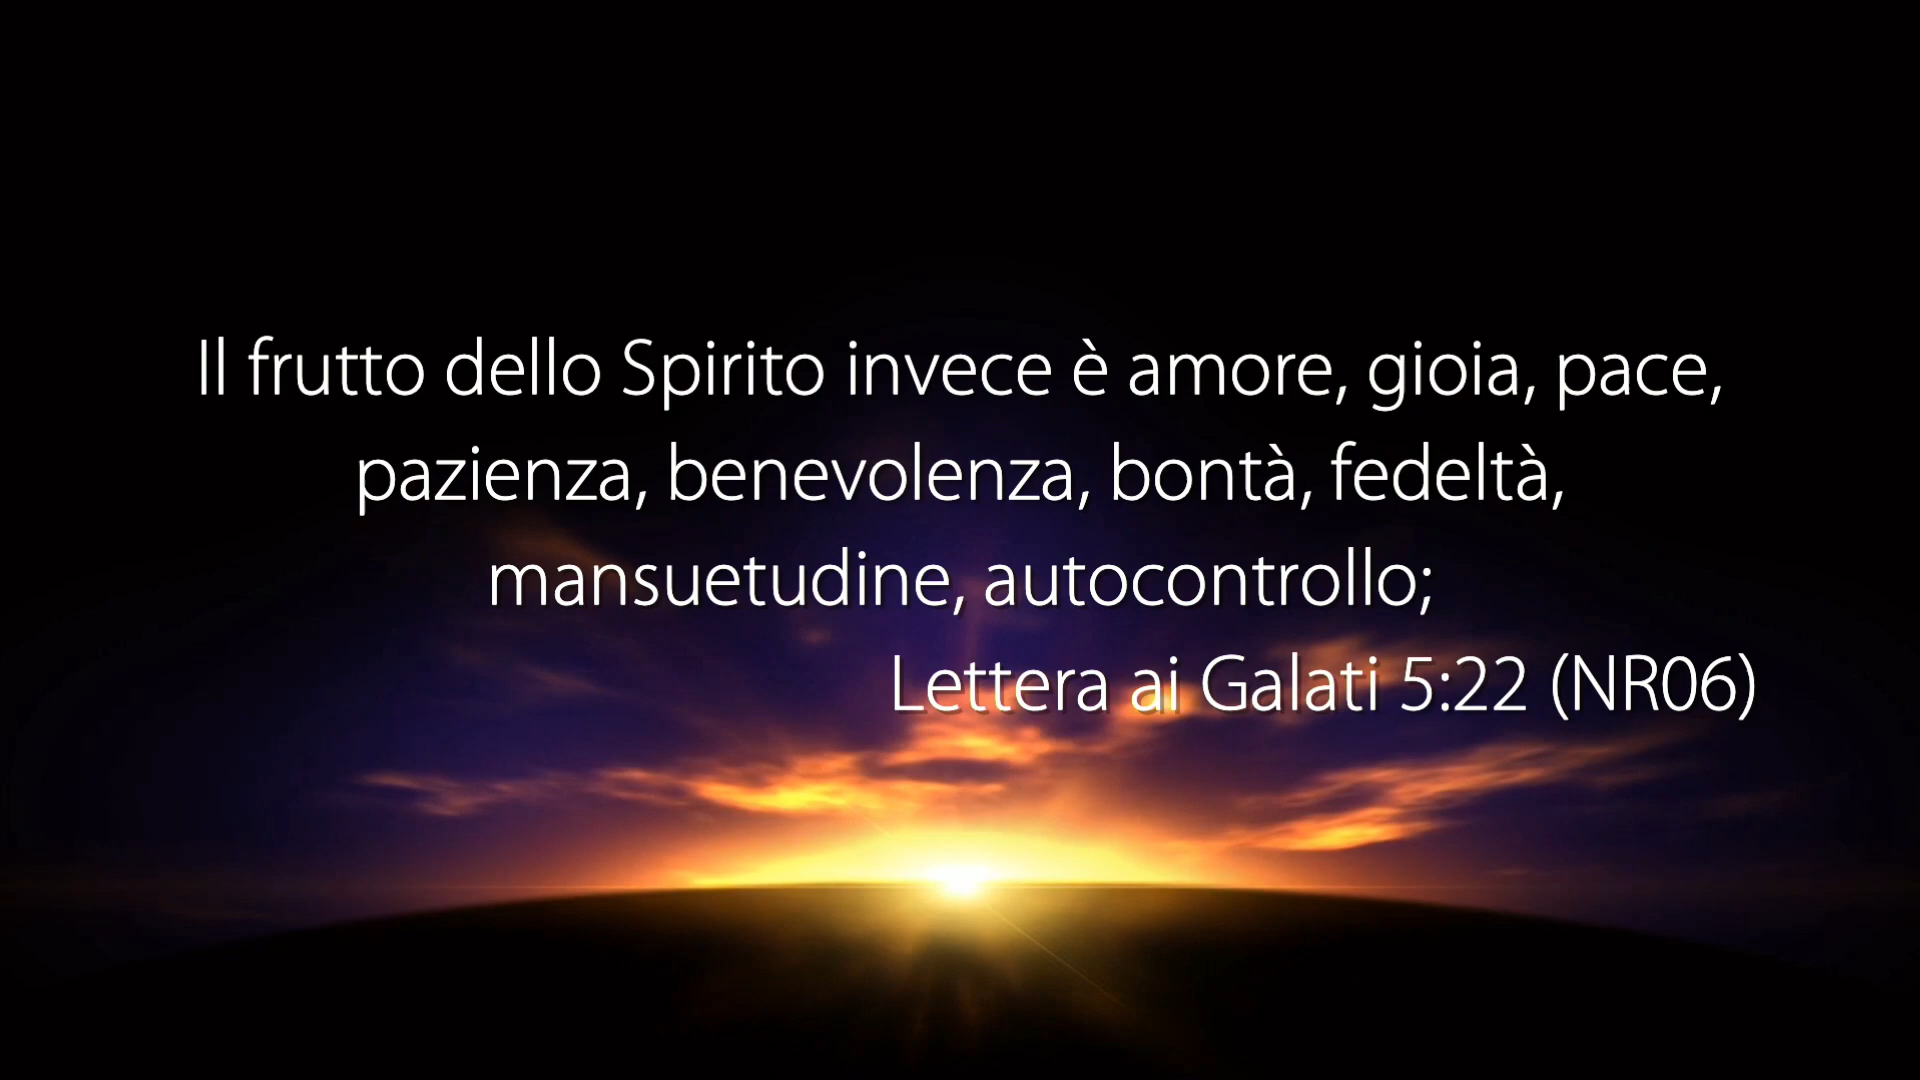 Il frutto dello Spirito invece è amore, gioia, pace,
pazienza, benevolenza, bontà, fedeltà,
mansuetudine, autocontrollo;
Lettera ai Galati 5:22 (NR06)